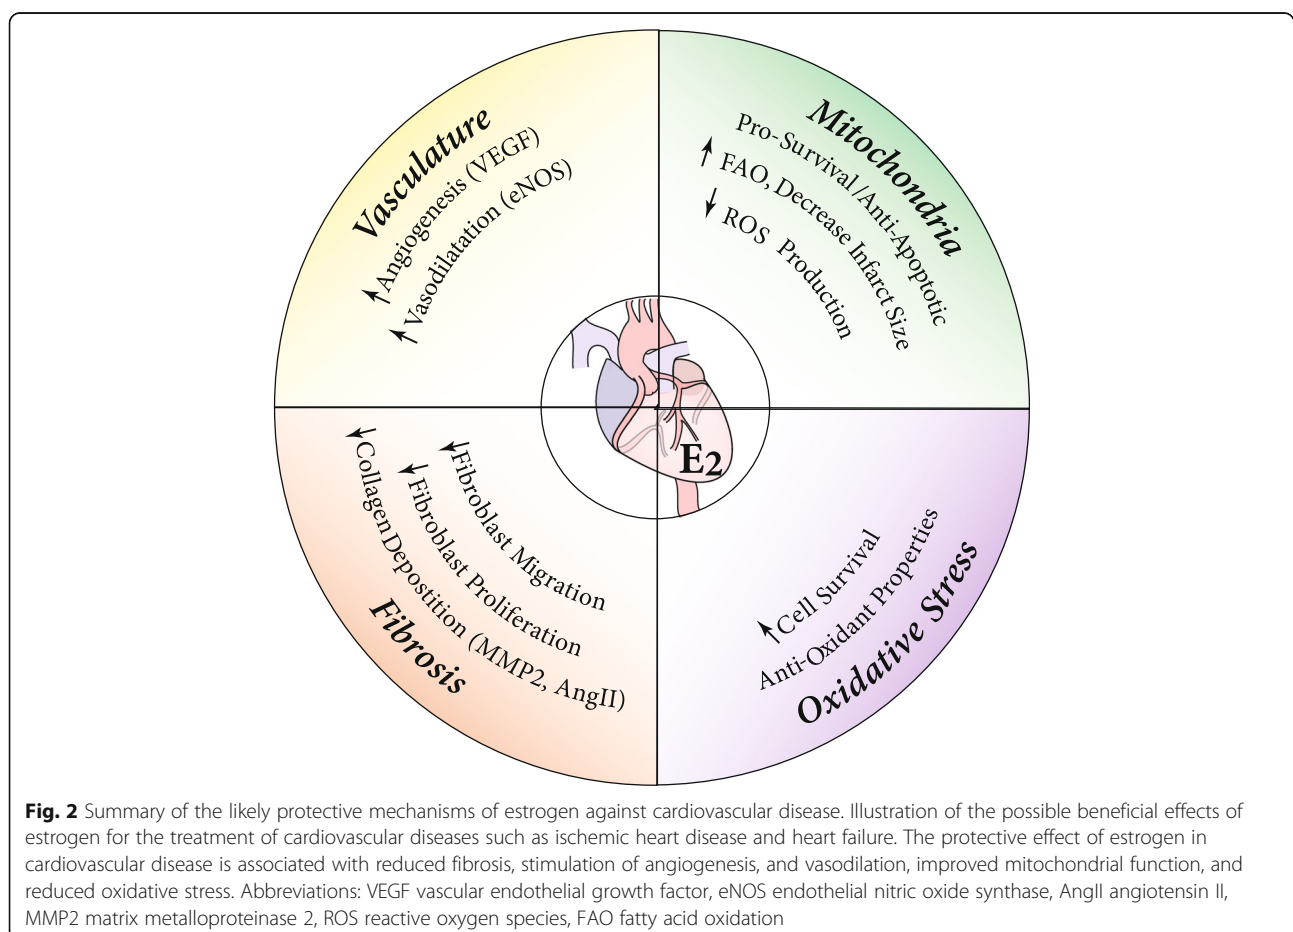 Vasculature
↑ Angiogenesis (VEGF)
↑ Vasodilatation (eNOS)
Mitochondria
Pro-Survival/Anti-Apoptotic
↑ FAO, Decrease Infarct Size
↓ ROS Production
E2
↓ Fibroblast Migration
↓ Fibroblast Proliferation
↓ Collagen Depostition (MMP2, AngII)
Fibrosis
↑ Cell Survival
Anti-Oxidant Properties
Oxidative Stress
Fig. 2 Summary of the likely protective mechanisms of estrogen against cardiovascular disease. Illustration of the possible beneficial effects of
estrogen for the treatment of cardiovascular diseases such as ischemic heart disease and heart failure. The protective effect of estrogen in
cardiovascular disease is associated with reduced fibrosis, stimulation of angiogenesis, and vasodilation, improved mitochondrial function, and
reduced oxidative stress. Abbreviations: VEGF vascular endothelial growth factor, eNOS endothelial nitric oxide synthase, AngII angiotensin II,
MMP2 matrix metalloproteinase 2, ROS reactive oxygen species, FAO fatty acid oxidation